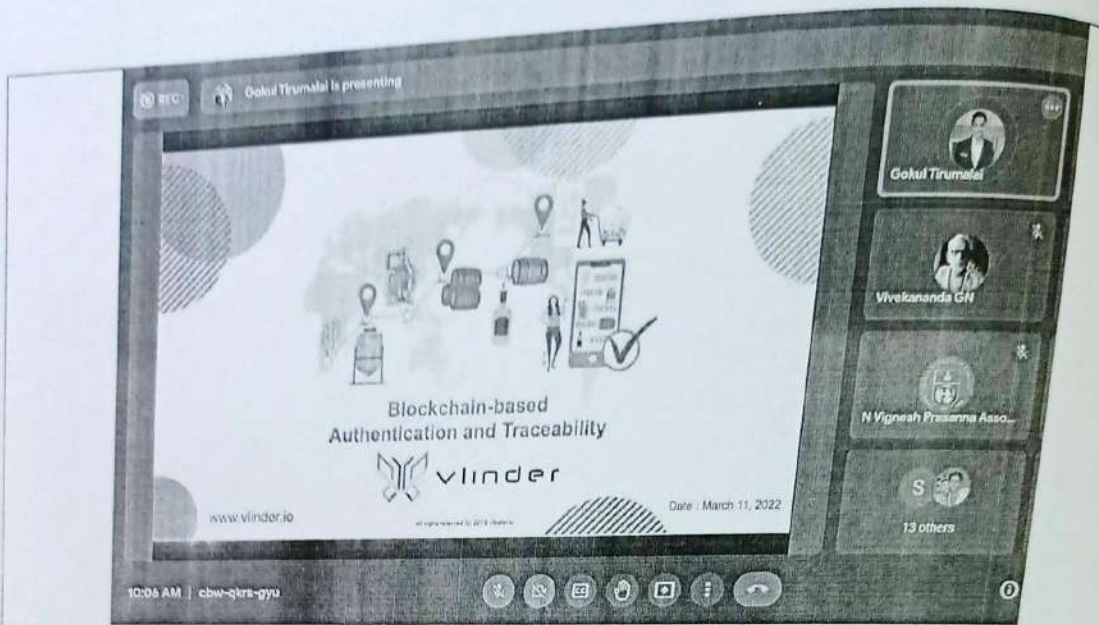 REC
Gokul Tirumalai is presenting
Gokul Tirumalai
Vivekananda GN
N Vignesh Prasanna Asso...
S
13 others
Blockchain-based
Authentication and Traceability
vlinder
www.vlinder.io
Date : March 11, 2022
10:06 AM | cbw-qkra-gyu